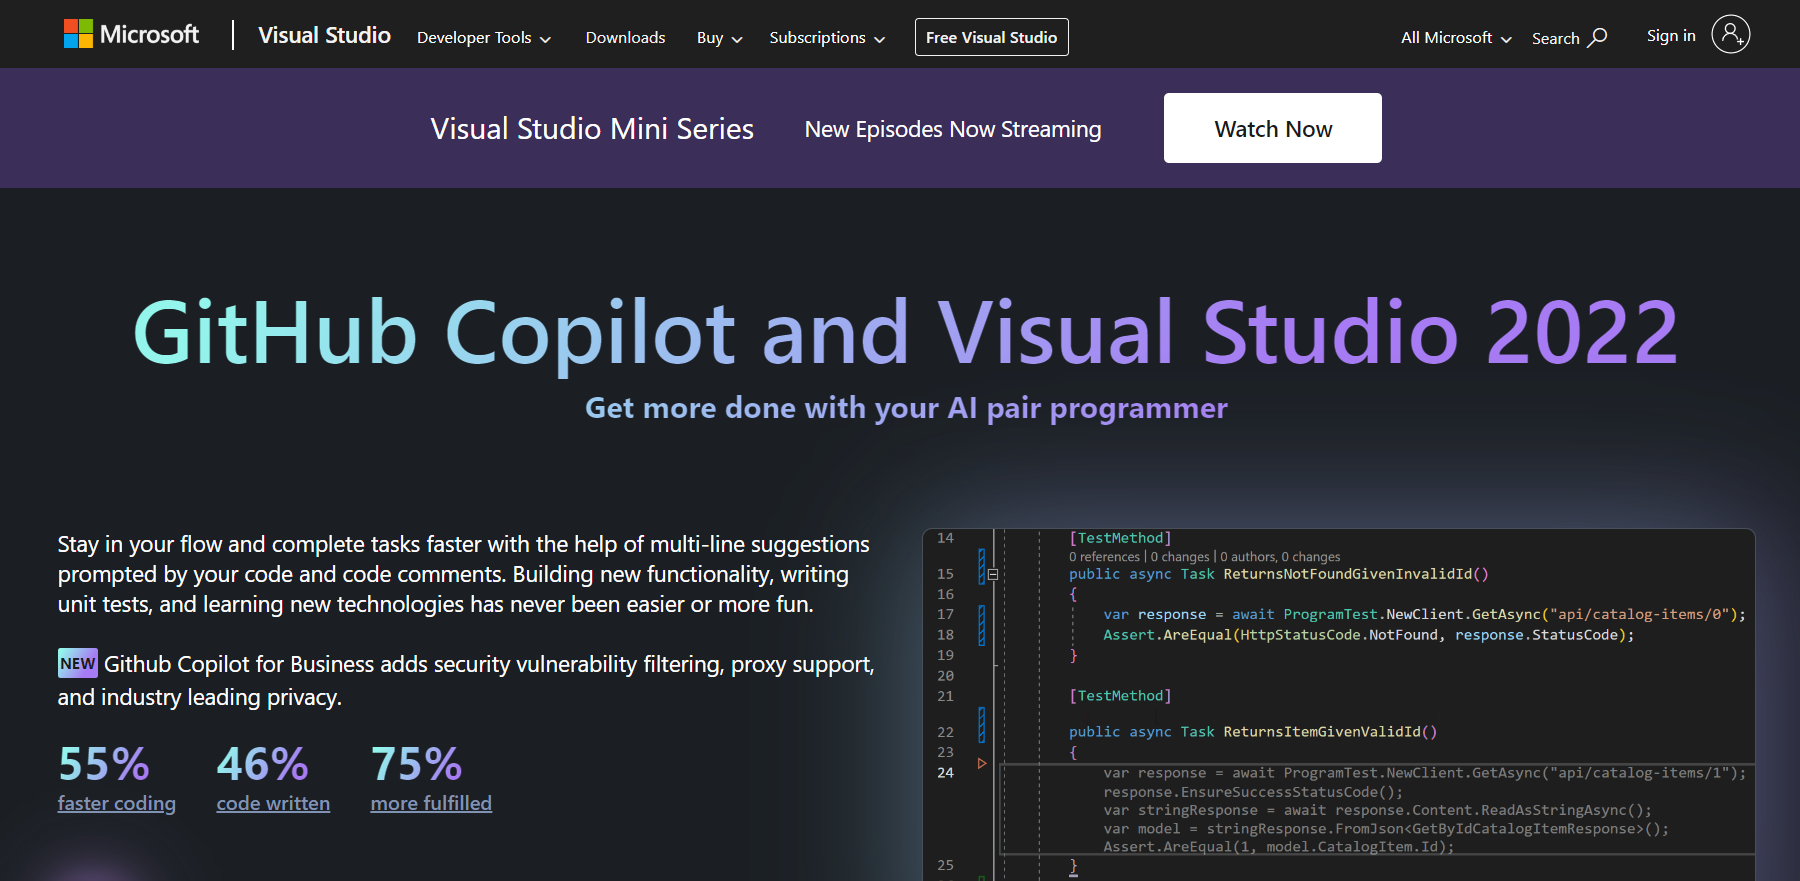 Microsoft
Visual Studio
Developer Tools
Downloads
Buy
Subscriptions
Free Visual Studio
All Microsoft
Search
Sign in
Visual Studio Mini Series
New Episodes Now Streaming
Watch Now
GitHub Copilot and Visual Studio 2022
Get more done with your AI pair programmer
Stay in your flow and complete tasks faster with the help of multi-line suggestions
prompted by your code and code comments. Building new functionality, writing
unit tests, and learning new technologies has never been easier or more fun.
NEW Github Copilot for Business adds security vulnerability filtering, proxy support,
and industry leading privacy.
55% 46% 75%
faster coding code written more fulfilled
14 [TestMethod]
0 references | 0 changes | 0 authors, 0 changes
15 public async Task ReturnsNotFoundGivenInvalidId()
16 {
17 var response = await ProgramTest.NewClient.GetAsync("api/catalog-items/0");
18 Assert.AreEqual(HttpStatusCode.NotFound, response.StatusCode);
19 }
20
21 [TestMethod]
22 public async Task ReturnsItemGivenValidId()
23 {
24 var response = await ProgramTest.NewClient.GetAsync("api/catalog-items/1");
response.EnsureSuccessStatusCode();
var stringResponse = await response.Content.ReadAsStringAsync();
var model = stringResponse.FromJson<GetByIdCatalogItemResponse>();
Assert.AreEqual(1, model.CatalogItem.Id);
25 }